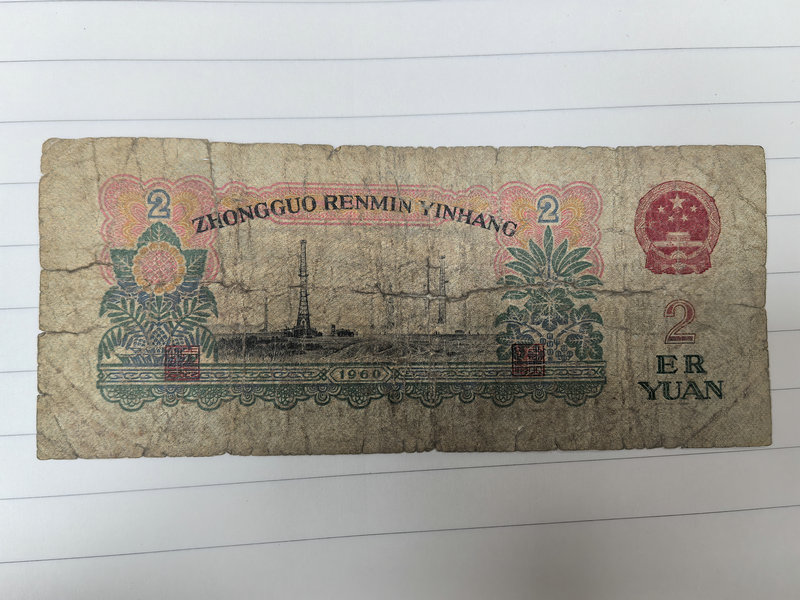 2
ZHONGGUO RENMIN YINHANG
2
2
ER
YUAN
1960